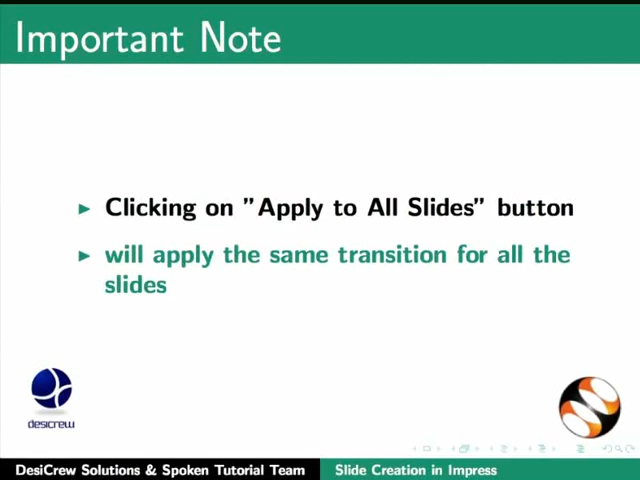 Important Note
Clicking on ”Apply to All Slides” button
will apply the same transition for all the
slides
desicrew
DesiCrew Solutions & Spoken Tutorial Team
Slide Creation in Impress